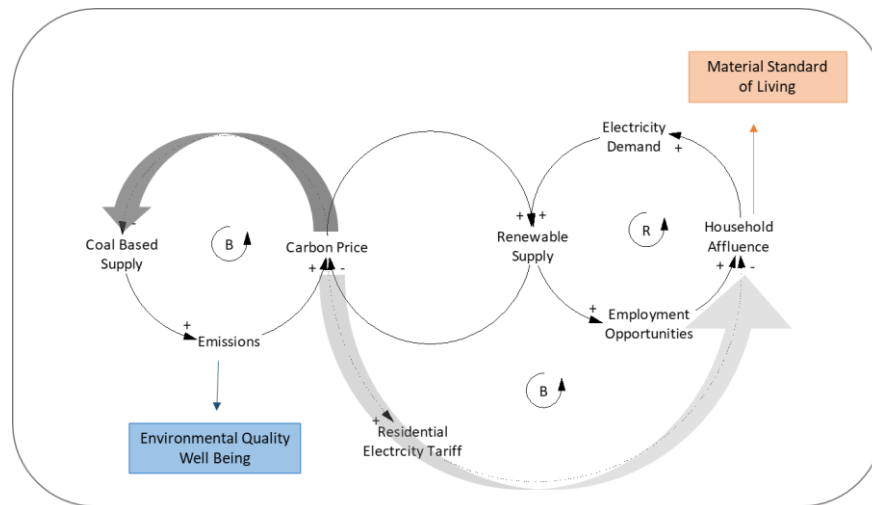 Material Standard
of Living
Electricity
Demand
+
-
B
R
Coal Based
Supply
Carbon Price
+ +
Renewable
Supply
Household
Affluence
+
-
+
-
+
Emissions
+
Employment
Opportunities
B
+
Residential
Electrcity Tariff
Environmental Quality
Well Being